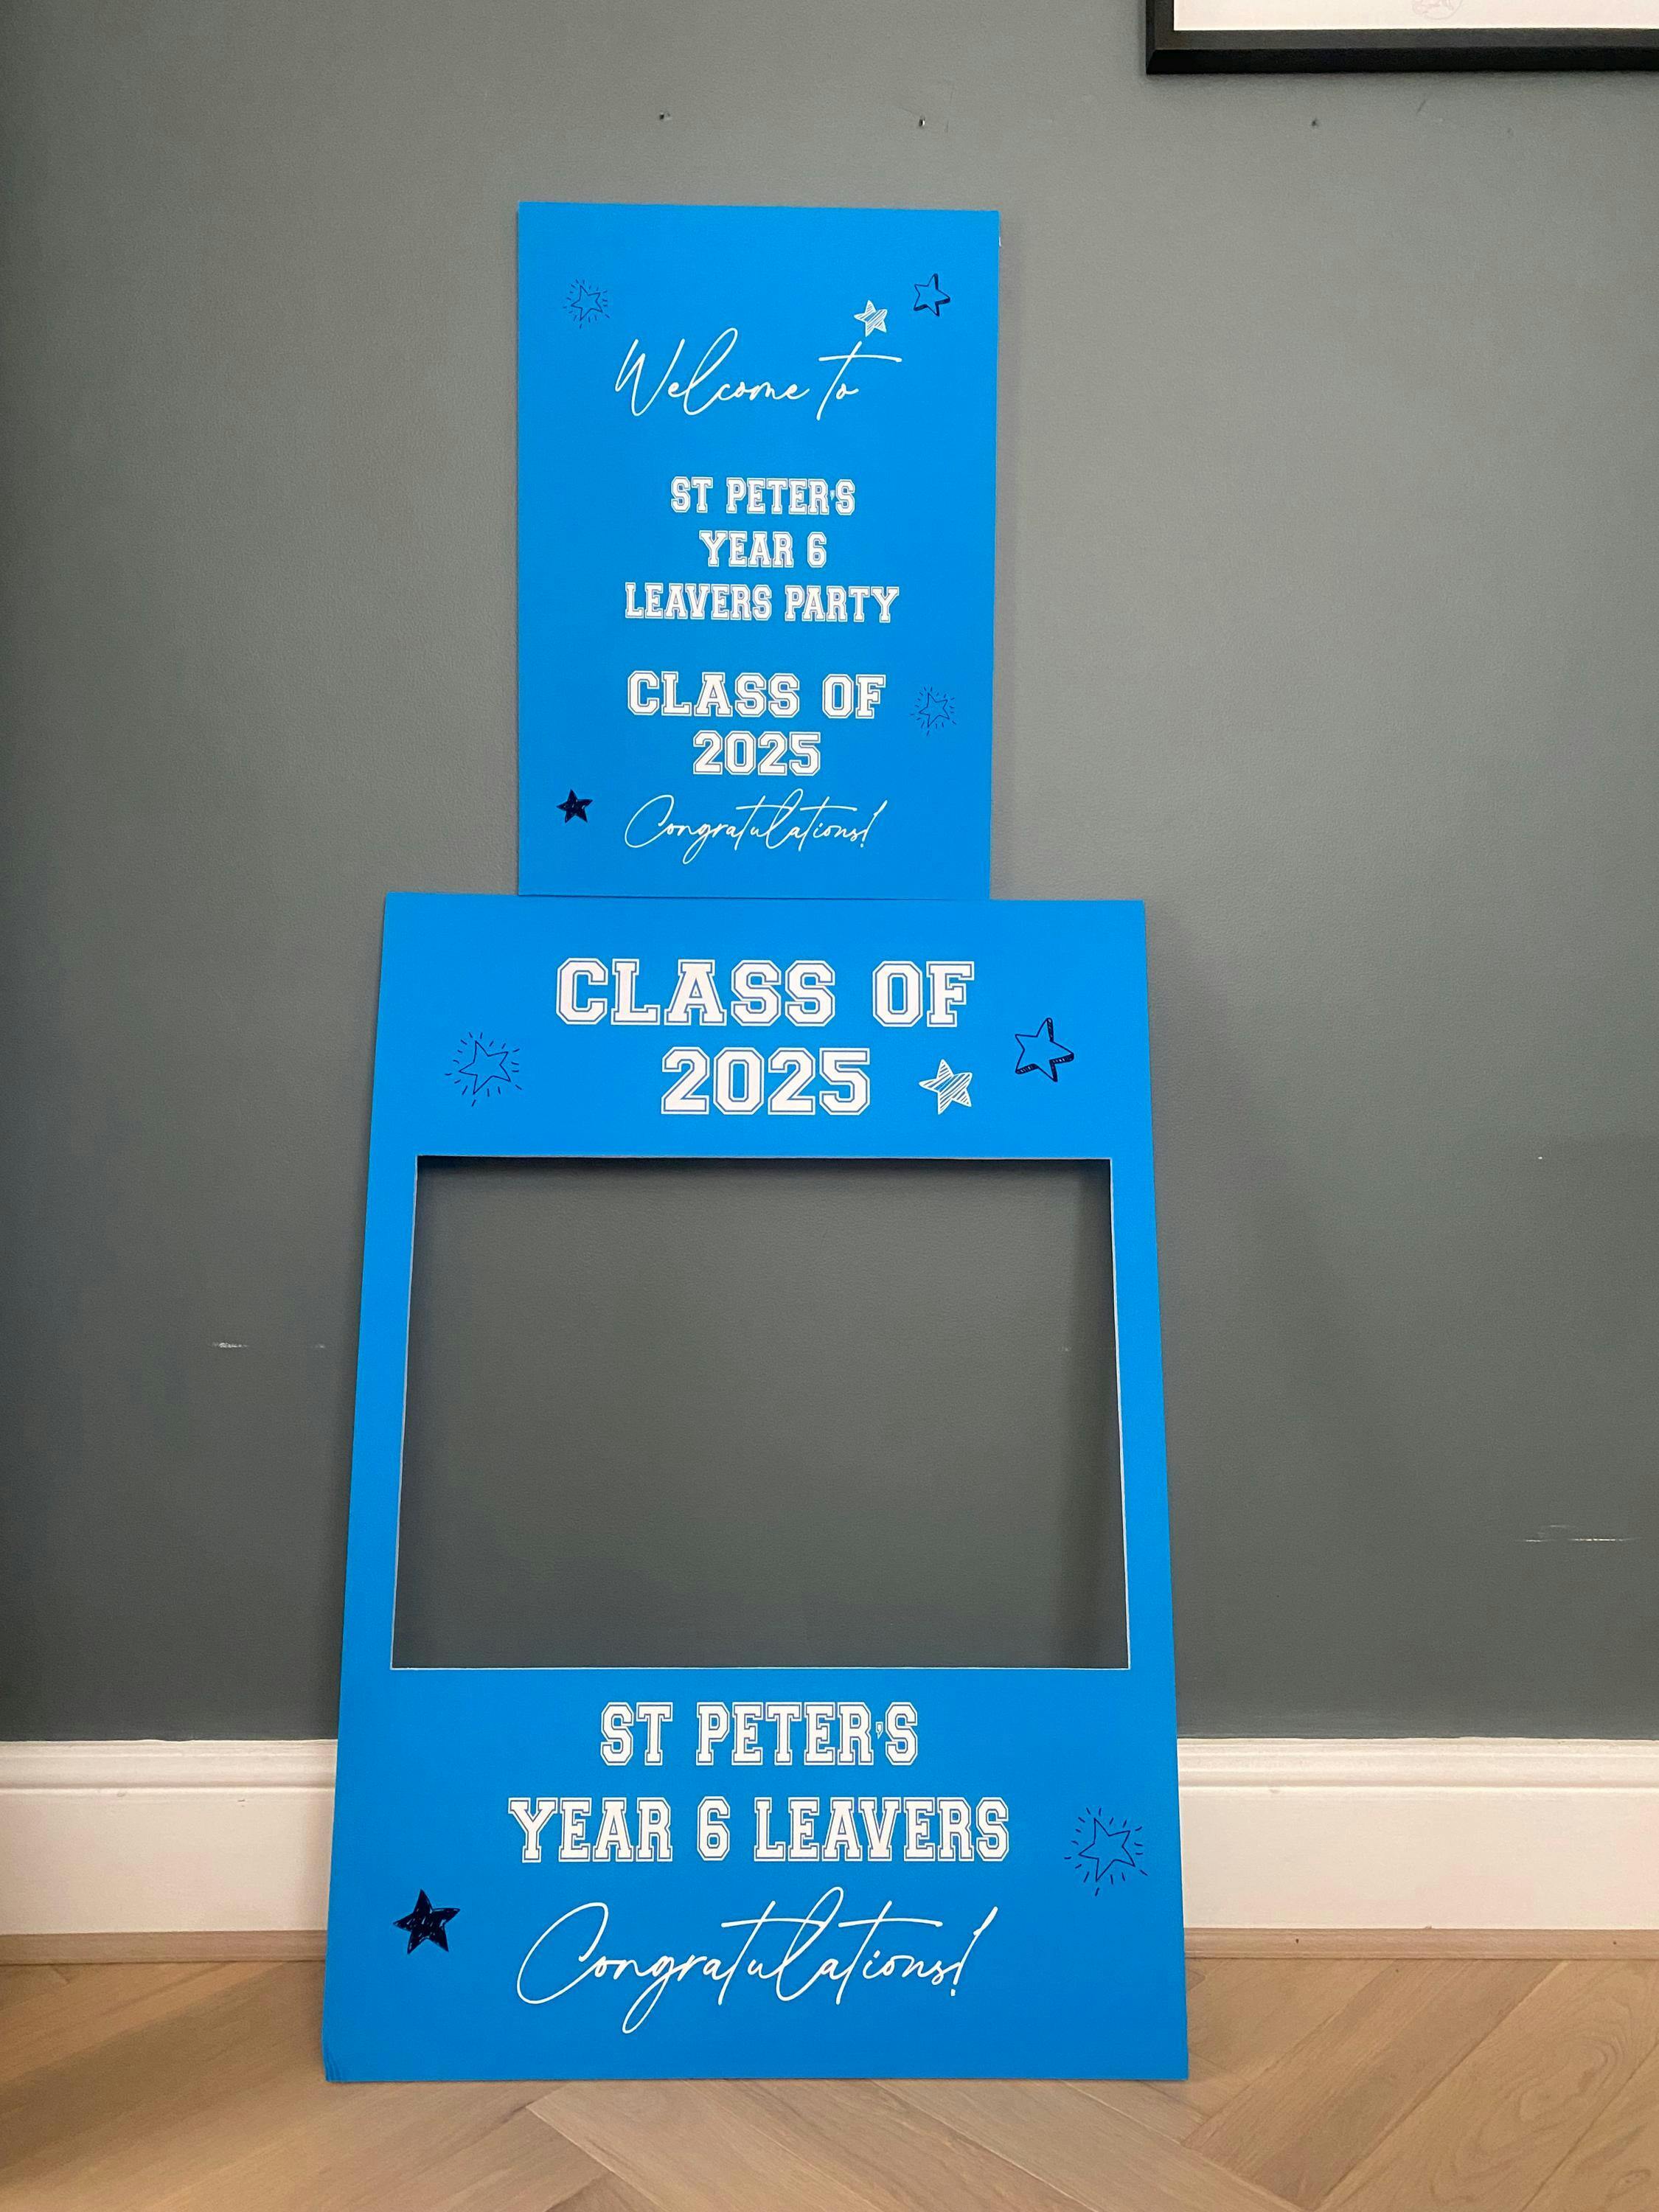 Welcome to
ST PETER'S
YEAR 6
LEAVERS PARTY
CLASS OF
2025
Congratulations!
CLASS OF
2025
ST PETER'S
YEAR 6 LEAVERS
Congratulations!